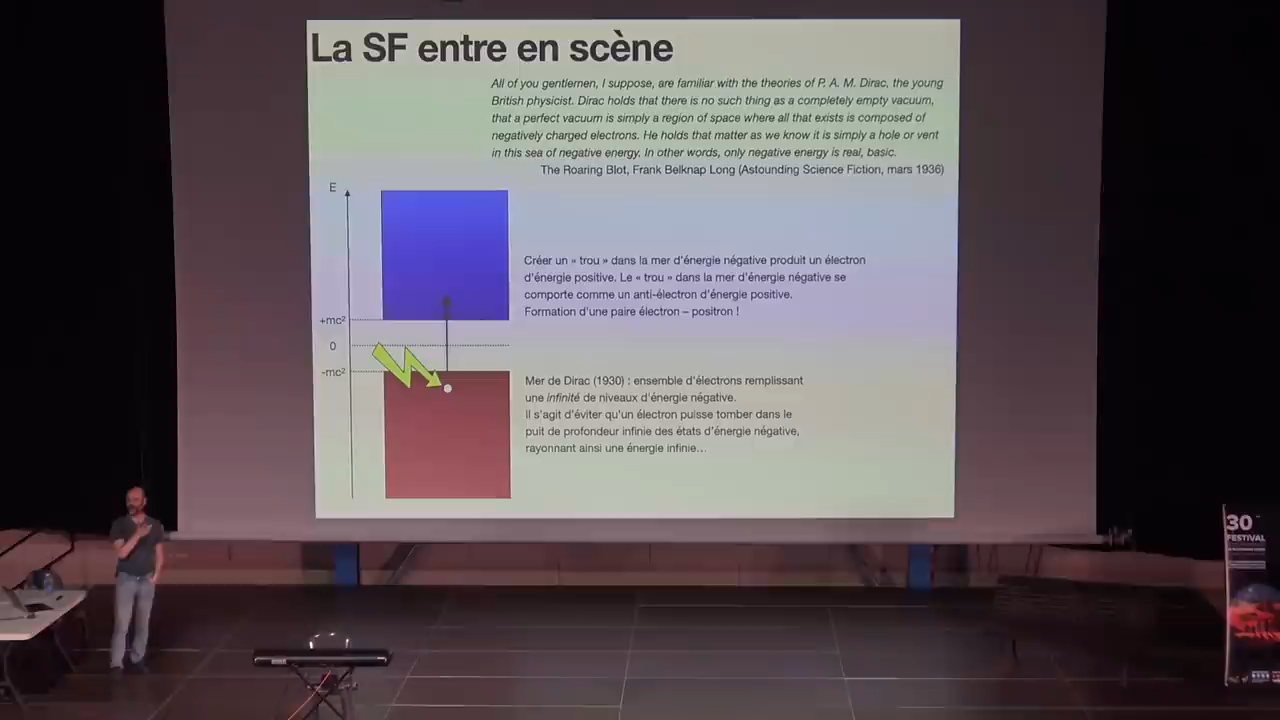 La SF entre en scène
All of you gentlemen, I suppose, are familiar with the theories of P. A. M. Dirac, the young
British physicist. Dirac holds that there is no such thing as a completely empty vacuum,
that a perfect vacuum is simply a region of space where all that exists is composed of
negatively charged electrons. He holds that matter as we know it is simply a hole or vent
in this sea of negative energy. In other words, only negative energy is real, basic.
The Roaring Blot, Frank Belknap Long (Astounding Science Fiction, mars 1936)
E
Créer un « trou » dans la mer d'énergie négative produit un électron
d'énergie positive. Le « trou » dans la mer d'énergie négative se
comporte comme un anti-électron d'énergie positive.
Formation d'une paire électron – positron !
+mc²
0
-mc²
Mer de Dirac (1930) : ensemble d'électrons remplissant
une infinité de niveaux d'énergie négative.
Il s'agit d'éviter qu'un électron puisse tomber dans le
puit de profondeur infinie des états d'énergie négative,
rayonnant ainsi une énergie infinie…
30
FESTIVAL